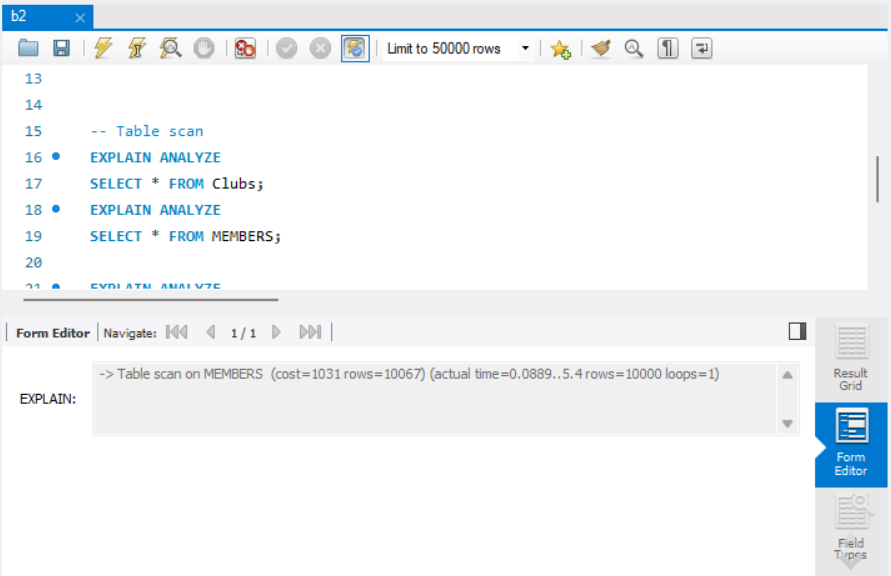 b2
Limit to 50000 rows
13
14
15 -- Table scan
16 EXPLAIN ANALYZE
17 SELECT * FROM Clubs;
18 EXPLAIN ANALYZE
19 SELECT * FROM MEMBERS;
20
21 EXPLAIN ANALYZE
Form Editor Navigate: 1 / 1
-> Table scan on MEMBERS (cost=1031 rows=10067) (actual time=0.0889..5.4 rows=10000 loops=1)
EXPLAIN:
Result
Grid
Form
Editor
Field
Types